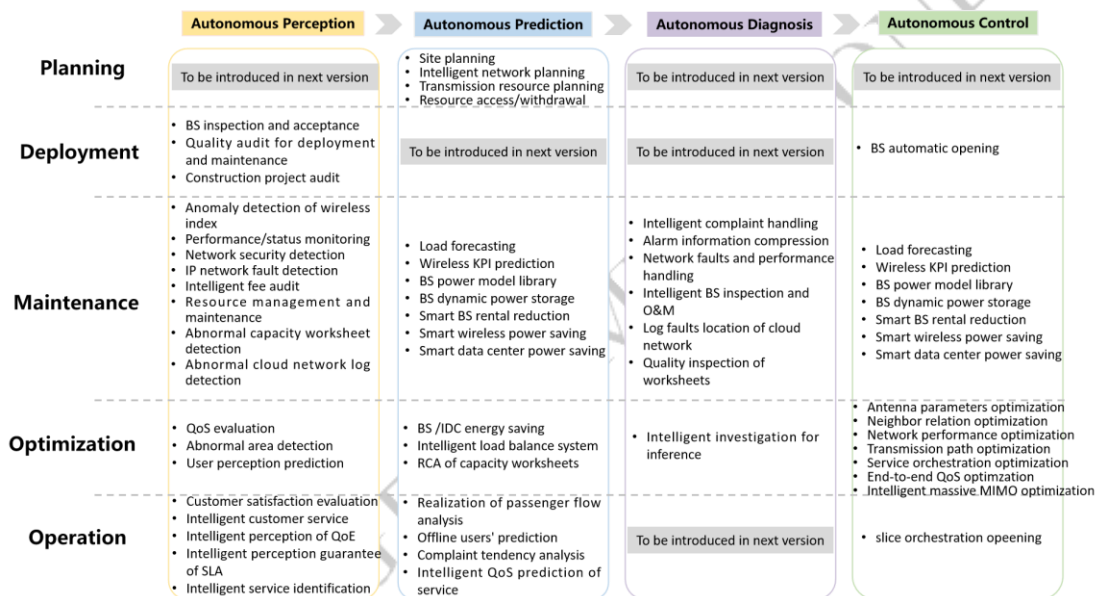 Autonomous Perception
Autonomous Prediction
Autonomous Diagnosis
Autonomous Control
Planning
To be introduced in next version
• Site planning
• Intelligent network planning
• Transmission resource planning
• Resource access/withdrawal
To be introduced in next version
To be introduced in next version
Deployment
• BS inspection and acceptance
• Quality audit for deployment
and maintenance
• Construction project audit
To be introduced in next version
To be introduced in next version
• BS automatic opening
Maintenance
• Anomaly detection of wireless
index
• Performance/status monitoring
• Network security detection
• IP network fault detection
• Intelligent fee audit
• Resource management and
maintenance
• Abnormal capacity worksheet
detection
• Abnormal cloud network log
detection
• Load forecasting
• Wireless KPI prediction
• BS power model library
• BS dynamic power storage
• Smart BS rental reduction
• Smart wireless power saving
• Smart data center power saving
• Intelligent complaint handling
• Alarm information compression
• Network faults and performance
handling
• Intelligent BS inspection and
O&M
• Log faults location of cloud
network
• Quality inspection of
worksheets
• Load forecasting
• Wireless KPI prediction
• BS power model library
• BS dynamic power storage
• Smart BS rental reduction
• Smart wireless power saving
• Smart data center power saving
Optimization
• QoS evaluation
• Abnormal area detection
• User perception prediction
• BS /IDC energy saving
• Intelligent load balance system
• RCA of capacity worksheets
• Intelligent investigation for
inference
• Antenna parameters optimization
• Neighbor relation optimization
• Network performance optimization
• Transmission path optimization
• Service orchestration optimization
• End-to-end QoS optimzation
• Intelligent massive MIMO optimization
Operation
• Customer satisfaction evaluation
• Intelligent customer service
• Intelligent perception of QoE
• Intelligent perception guarantee
of SLA
• Intelligent service identification
• Realization of passenger flow
analysis
• Offline users' prediction
• Complaint tendency analysis
• Intelligent QoS prediction of
service
To be introduced in next version
• slice orchestration opeening